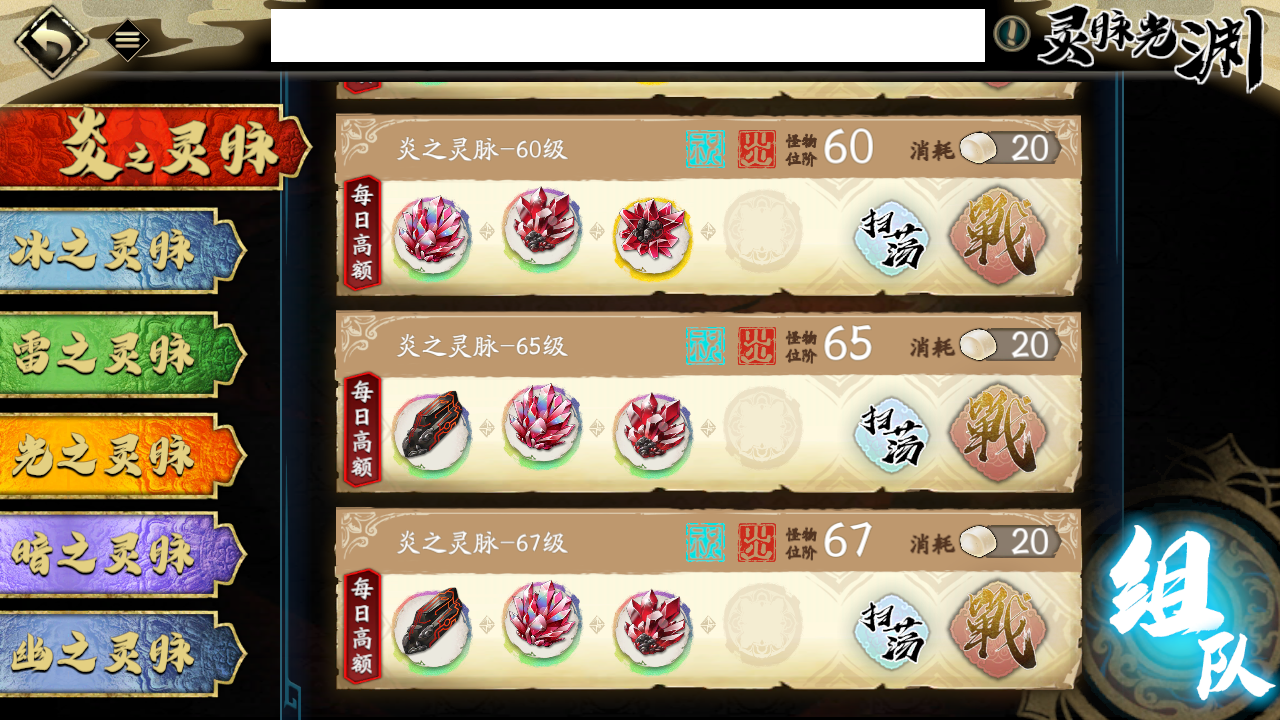 灵脉光渊
炎之灵脉
冰之灵脉
雷之灵脉
光之灵脉
暗之灵脉
幽之灵脉
炎之灵脉-60级
炎
怪物位阶 60
消耗 20
每日高额
扫荡
戰
炎之灵脉-65级
炎
怪物位阶 65
消耗 20
每日高额
扫荡
戰
炎之灵脉-67级
炎
怪物位阶 67
消耗 20
每日高额
扫荡
戰
组队